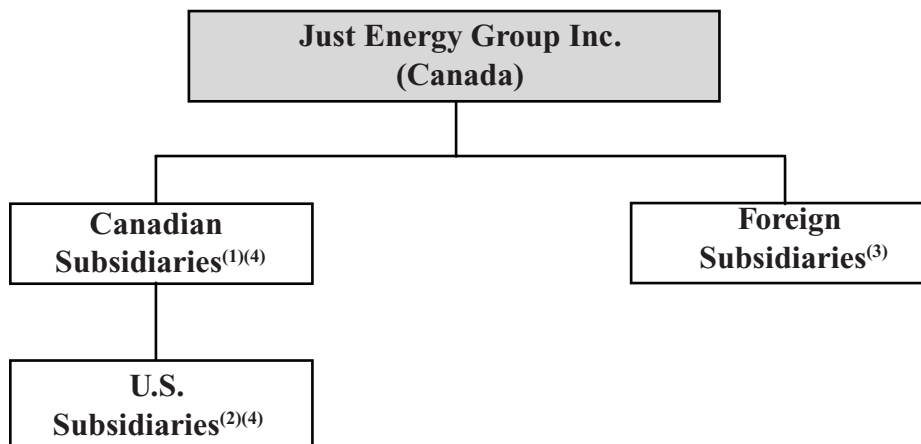 Just Energy Group Inc.
(Canada)
Canadian
Subsidiaries(1)(4)
Foreign
Subsidiaries(3)
U.S.
Subsidiaries(2)(4)